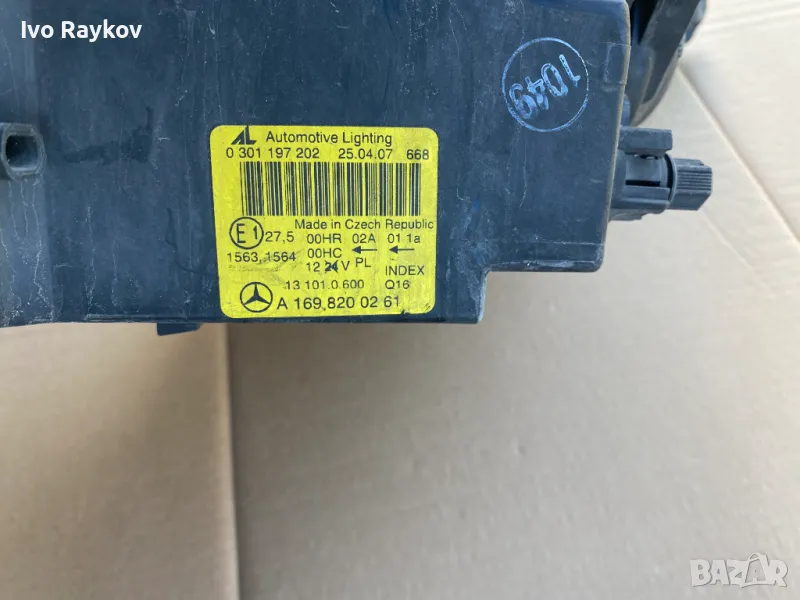 Ivo Raykov
1049
AL Automotive Lighting
0 301 197 202 25.04.07 668
Made in Czech Republic
E1 27,5 00HR 02A 01 1a
1563,1564 00HC
12 24 V PL INDEX
13 101.0.600 Q16
A 169 820 02 61
BAZAR